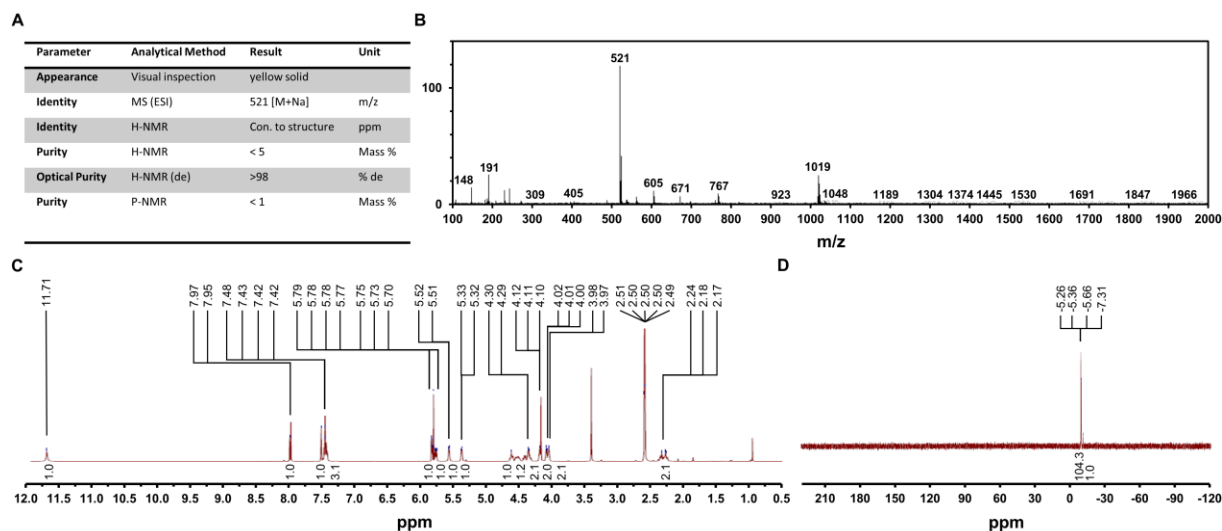 A
Parameter Analytical Method Result Unit
Appearance Visual inspection yellow solid
Identity MS (ESI) 521 [M+Na] m/z
Identity H-NMR Con. to structure ppm
Purity H-NMR < 5 Mass %
Optical Purity H-NMR (de) >98 % de
Purity P-NMR < 1 Mass %
B
100
0
148 191 309 405 521 605 671 767 923 1019 1048 1189 1304 1374 1445 1530 1691 1847 1966
100 200 300 400 500 600 700 800 900 1000 1100 1200 1300 1400 1500 1600 1700 1800 1900 2000
m/z
C
11.71 7.97 7.95 7.48 7.43 7.42 7.42 5.79 5.78 5.78 5.77 5.75 5.73 5.70 5.52 5.51 5.33 5.32 4.30 4.29 4.12 4.11 4.10 4.02 4.01 4.00 3.98 3.97 2.51 2.50 2.50 2.50 2.49 2.24 2.18 2.17
1.0 1.0 1.0 3.1 1.0 1.0 1.0 1.0 1.0 1.2 2.1 2.0 2.1 2.1
12.0 11.5 11.0 10.5 10.0 9.5 9.0 8.5 8.0 7.5 7.0 6.5 6.0 5.5 5.0 4.5 4.0 3.5 3.0 2.5 2.0 1.5 1.0 0.5
ppm
D
-5.26 -5.36 -5.66 -7.31
104.3 1.0
210 180 150 120 90 60 30 0 -30 -60 -90 -120
ppm